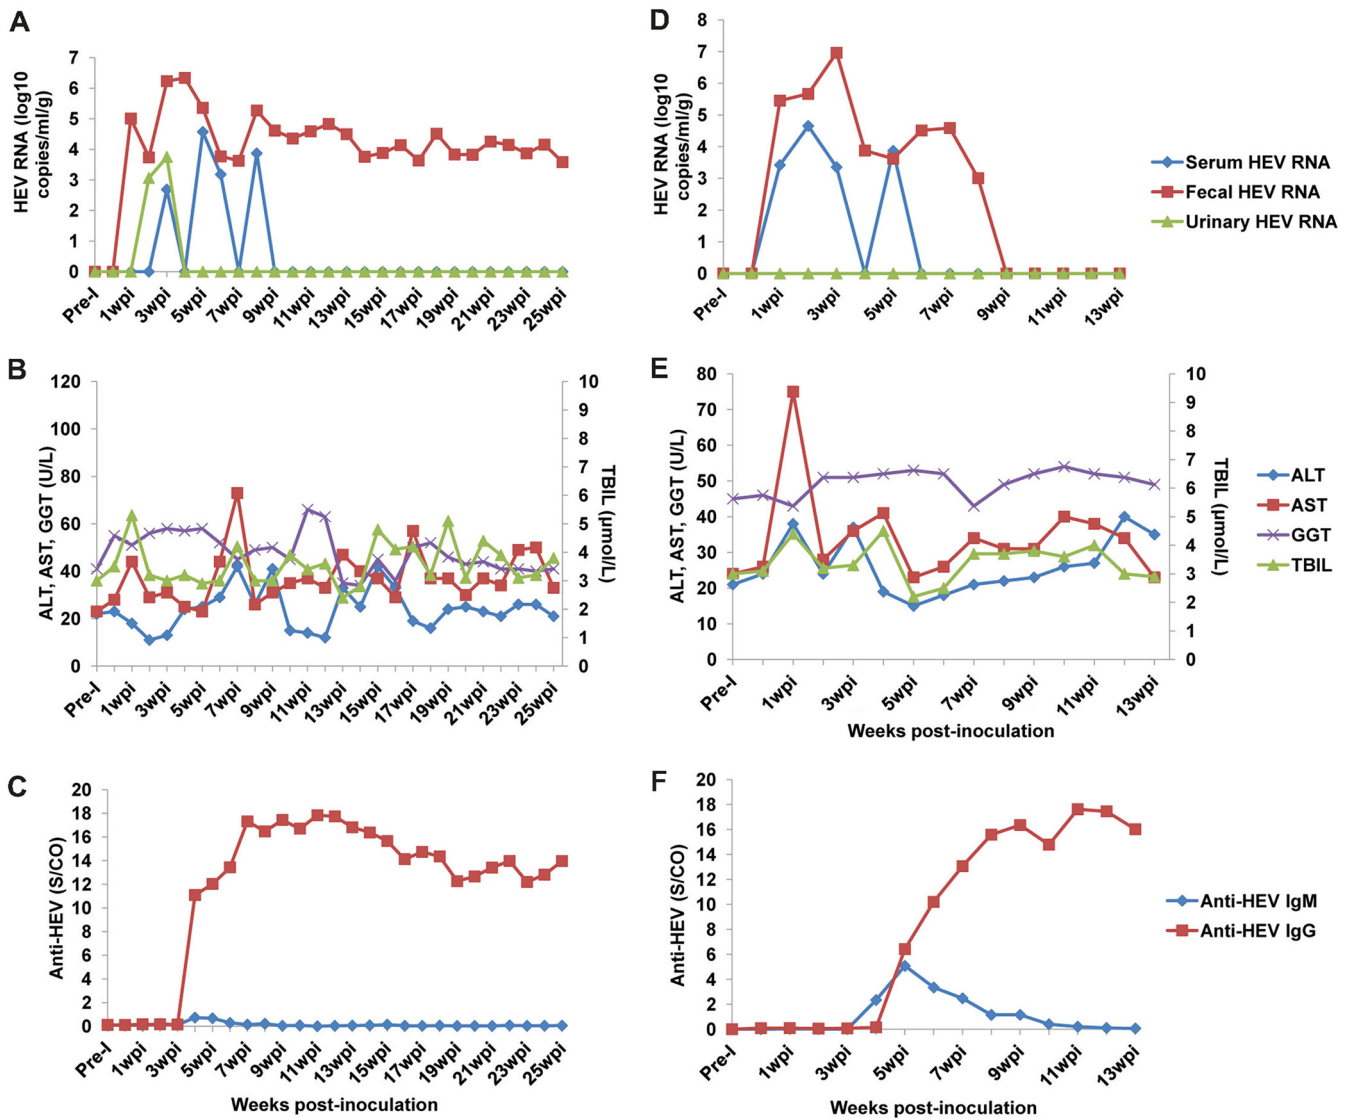 A
HEV RNA (log10
copies/ml/g)
7
6
5
4
3
2
1
0
Pre-I 1wpi 3wpi 5wpi 7wpi 9wpi 11wpi 13wpi 15wpi 17wpi 19wpi 21wpi 23wpi 25wpi
D
HEV RNA (log10
copies/ml/g)
8
7
6
5
4
3
2
1
0
Pre-I 1wpi 3wpi 5wpi 7wpi 9wpi 11wpi 13wpi
Serum HEV RNA
Fecal HEV RNA
Urinary HEV RNA
B
ALT, AST, GGT (U/L)
120
100
80
60
40
20
0
TBIL (µmol/L)
10
9
8
7
6
5
4
3
2
1
0
Pre-I 1wpi 3wpi 5wpi 7wpi 9wpi 11wpi 13wpi 15wpi 17wpi 19wpi 21wpi 23wpi 25wpi
E
ALT, AST, GGT (U/L)
80
70
60
50
40
30
20
10
0
TBIL (µmol/L)
10
9
8
7
6
5
4
3
2
1
0
Pre-I 1wpi 3wpi 5wpi 7wpi 9wpi 11wpi 13wpi
Weeks post-inoculation
ALT
AST
GGT
TBIL
C
Anti-HEV (S/CO)
20
18
16
14
12
10
8
6
4
2
0
Pre-I 1wpi 3wpi 5wpi 7wpi 9wpi 11wpi 13wpi 15wpi 17wpi 19wpi 21wpi 23wpi 25wpi
Weeks post-inoculation
F
Anti-HEV (S/CO)
20
18
16
14
12
10
8
6
4
2
0
Pre-I 1wpi 3wpi 5wpi 7wpi 9wpi 11wpi 13wpi
Weeks post-inoculation
Anti-HEV IgM
Anti-HEV IgG